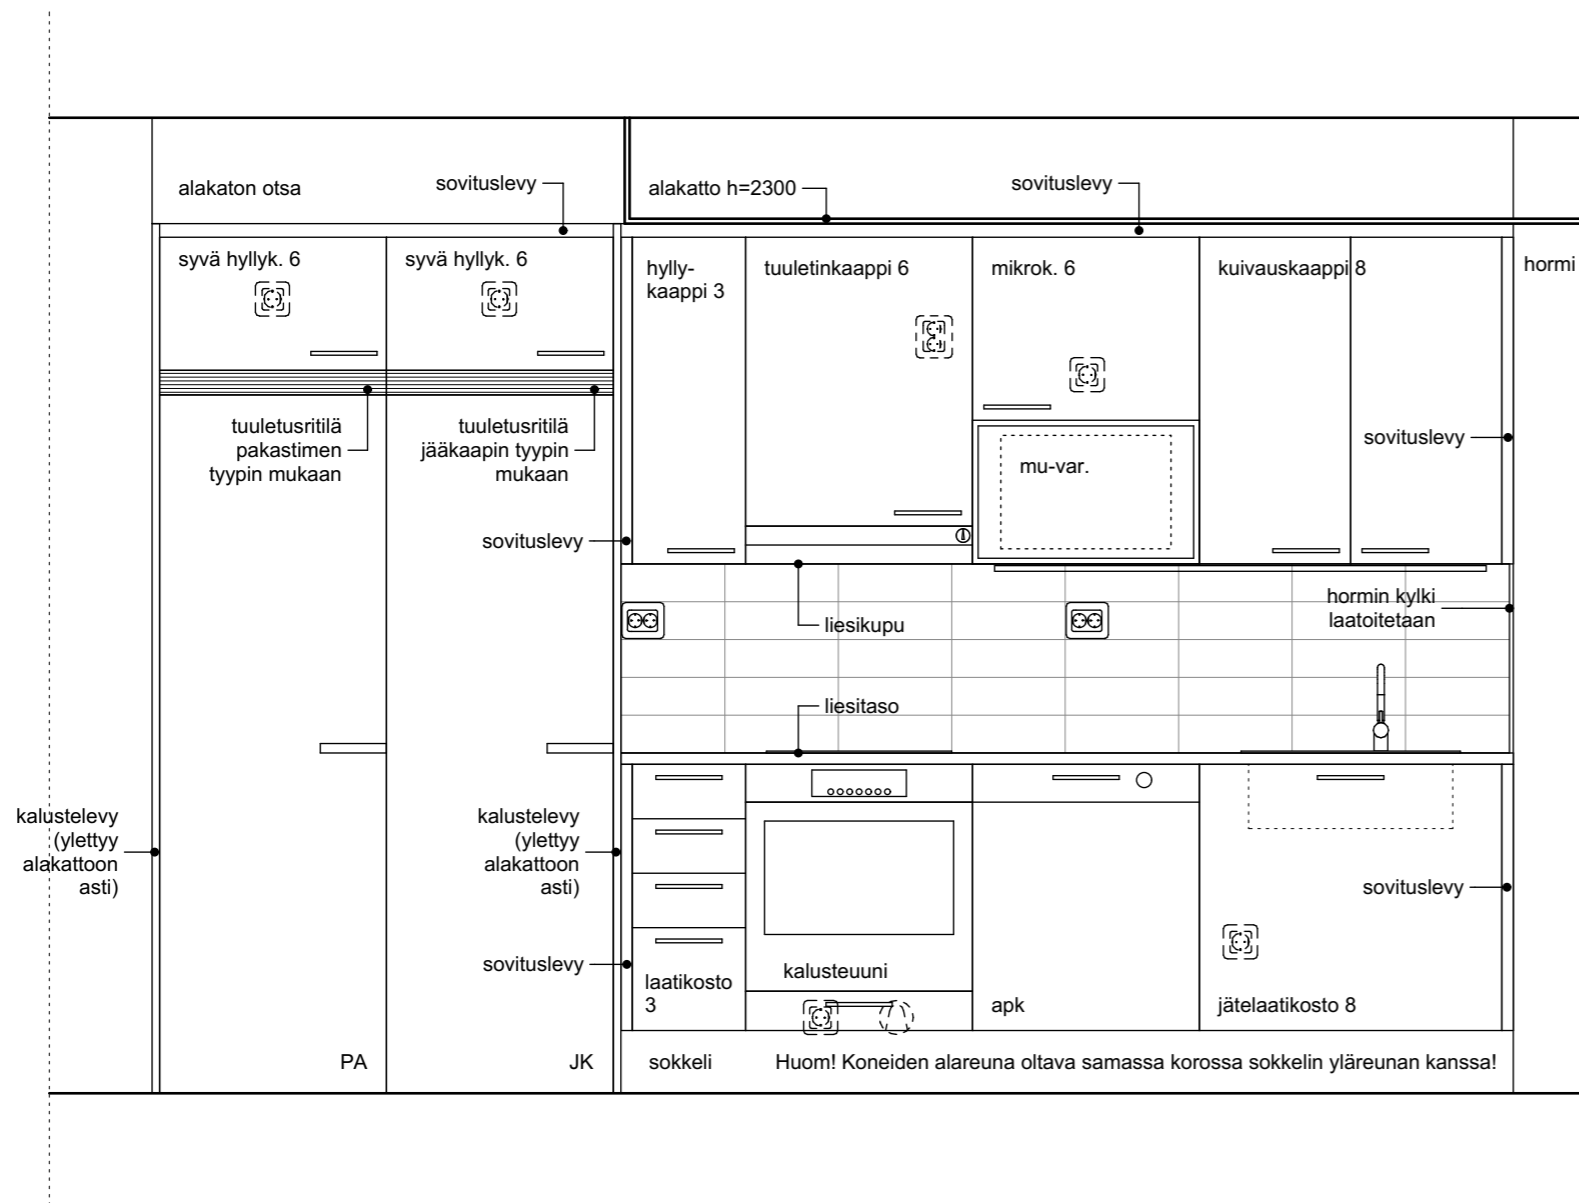 alakaton otsa
sovituslevy
alakatto h=2300
sovituslevy
syvä hyllyk. 6
syvä hyllyk. 6
hylly-
kaappi 3
tuuletinkaappi 6
mikrok. 6
kuivauskaappi 8
hormi
tuuletusritilä
pakastimen
tyypin mukaan
tuuletusritilä
jääkaapin tyypin
mukaan
sovituslevy
mu-var.
sovituslevy
liesikupu
hormin kylki
laatoitetaan
liesitaso
kalustelevy
(ylettyy
alakattoon
asti)
kalustelevy
(ylettyy
alakattoon
asti)
sovituslevy
sovituslevy
laatikosto
3
kalusteuuni
apk
jätelaatikosto 8
PA
JK
sokkeli
Huom! Koneiden alareuna oltava samassa korossa sokkelin yläreunan kanssa!